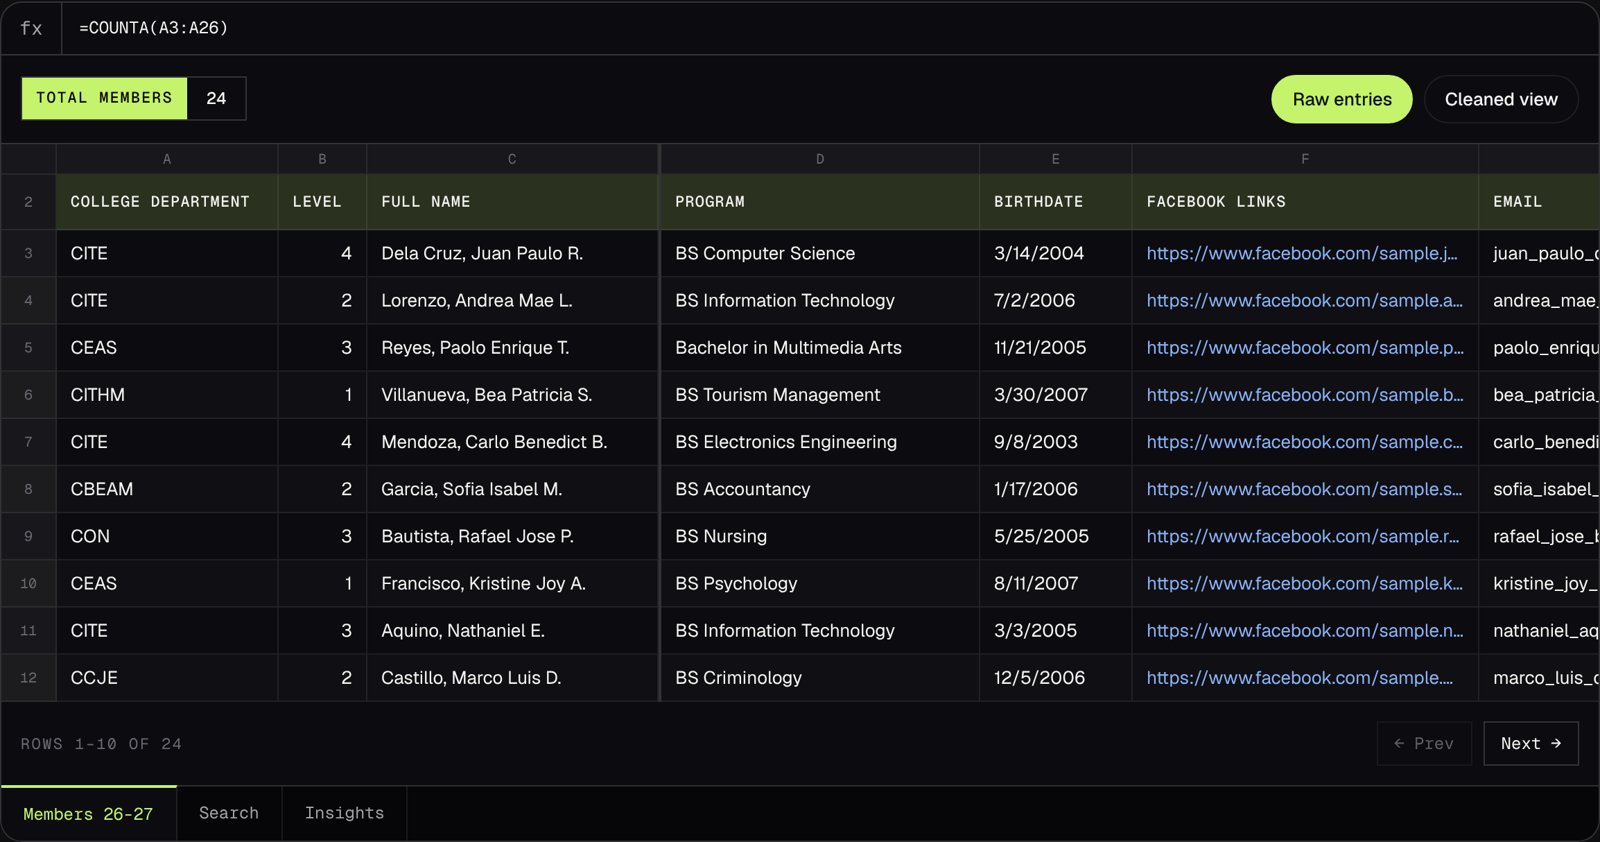 fx =COUNTA(A3:A26)
TOTAL MEMBERS 24 Raw entries Cleaned view
A B C D E F
2 COLLEGE DEPARTMENT LEVEL FULL NAME PROGRAM BIRTHDATE FACEBOOK LINKS EMAIL
3 CITE 4 Dela Cruz, Juan Paulo R. BS Computer Science 3/14/2004 https://www.facebook.com/sample.j... juan_paulo_
4 CITE 2 Lorenzo, Andrea Mae L. BS Information Technology 7/2/2006 https://www.facebook.com/sample.a... andrea_mae_
5 CEAS 3 Reyes, Paolo Enrique T. Bachelor in Multimedia Arts 11/21/2005 https://www.facebook.com/sample.p... paolo_enriqu
6 CITHM 1 Villanueva, Bea Patricia S. BS Tourism Management 3/30/2007 https://www.facebook.com/sample.b... bea_patricia_
7 CITE 4 Mendoza, Carlo Benedict B. BS Electronics Engineering 9/8/2003 https://www.facebook.com/sample.c... carlo_benedi
8 CBEAM 2 Garcia, Sofia Isabel M. BS Accountancy 1/17/2006 https://www.facebook.com/sample.s... sofia_isabel_
9 CON 3 Bautista, Rafael Jose P. BS Nursing 5/25/2005 https://www.facebook.com/sample.r... rafael_jose_b
10 CEAS 1 Francisco, Kristine Joy A. BS Psychology 8/11/2007 https://www.facebook.com/sample.k... kristine_joy_
11 CITE 3 Aquino, Nathaniel E. BS Information Technology 3/3/2005 https://www.facebook.com/sample.n... nathaniel_aq
12 CCJE 2 Castillo, Marco Luis D. BS Criminology 12/5/2006 https://www.facebook.com/sample.... marco_luis_c
ROWS 1-10 OF 24 ← Prev Next →
Members 26-27 Search Insights